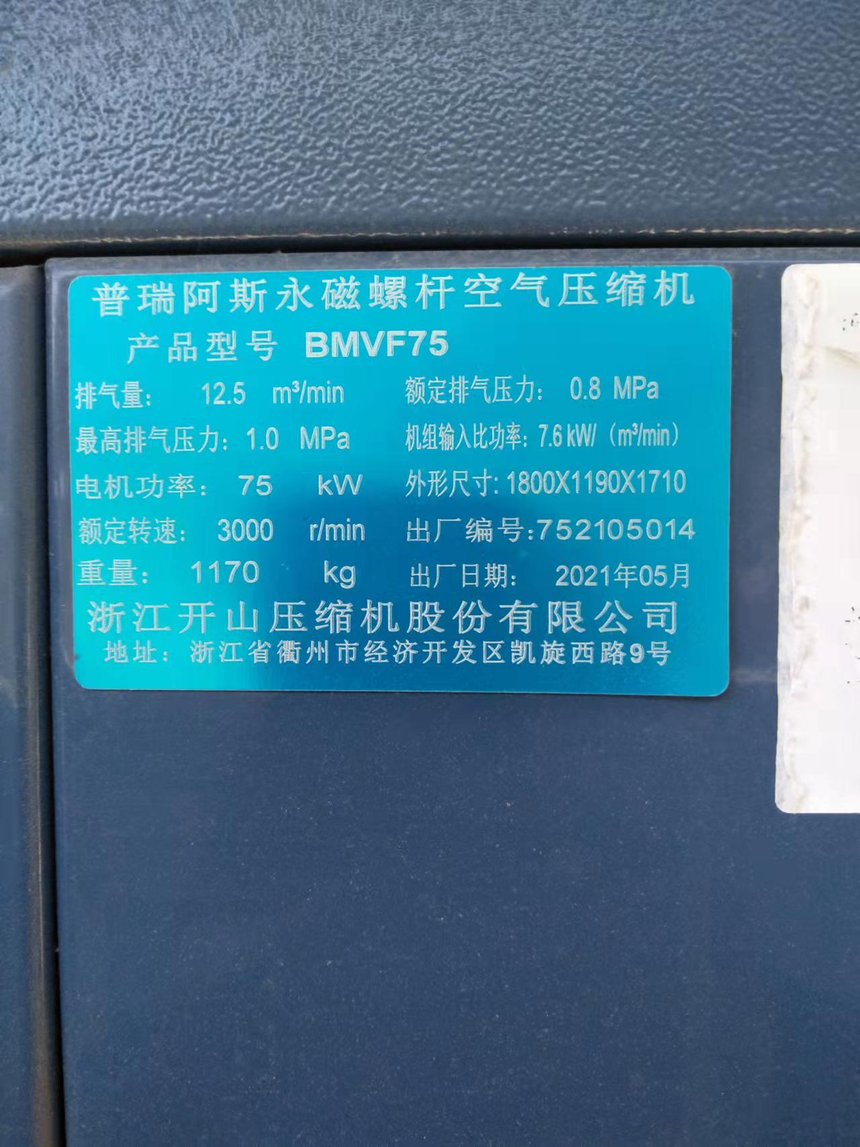 普瑞阿斯永磁螺杆空气压缩机
产品型号 BMVF75
排气量： 12.5 m³/min 额定排气压力： 0.8 MPa
最高排气压力：1.0 MPa 机组输入比功率：7.6kW/（m³/min）
电机功率： 75 kW 外形尺寸：1800X1190X1710
额定转速： 3000 r/min 出厂编号：752105014
重量： 1170 kg 出厂日期： 2021年05月
浙江开山压缩机股份有限公司
地址：浙江省衢州市经济开发区凯旋西路9号